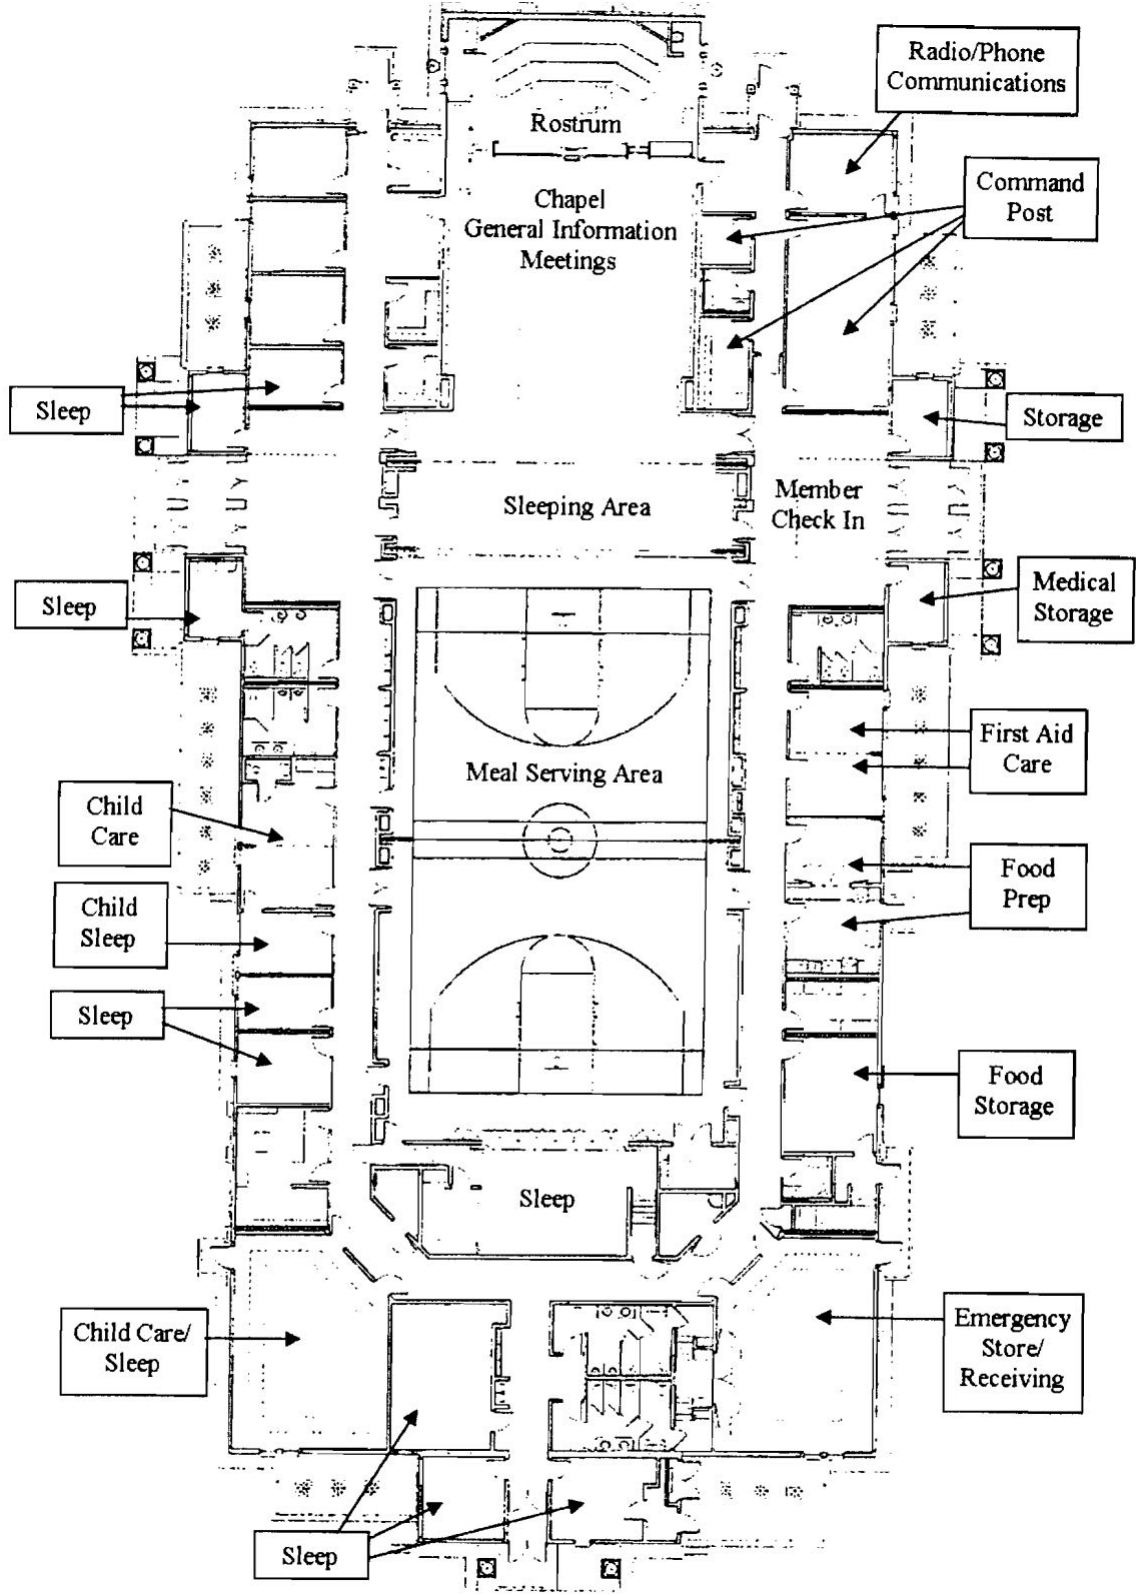 Radio/Phone
Communications
Rostrum
Command
Post
Chapel
General Information
Meetings
Sleep
Storage
Sleeping Area
Member
Check In
Sleep
Medical
Storage
First Aid
Care
Meal Serving Area
Child
Care
Food
Prep
Child
Sleep
Sleep
Food
Storage
Sleep
Child Care/
Sleep
Emergency
Store/
Receiving
Sleep